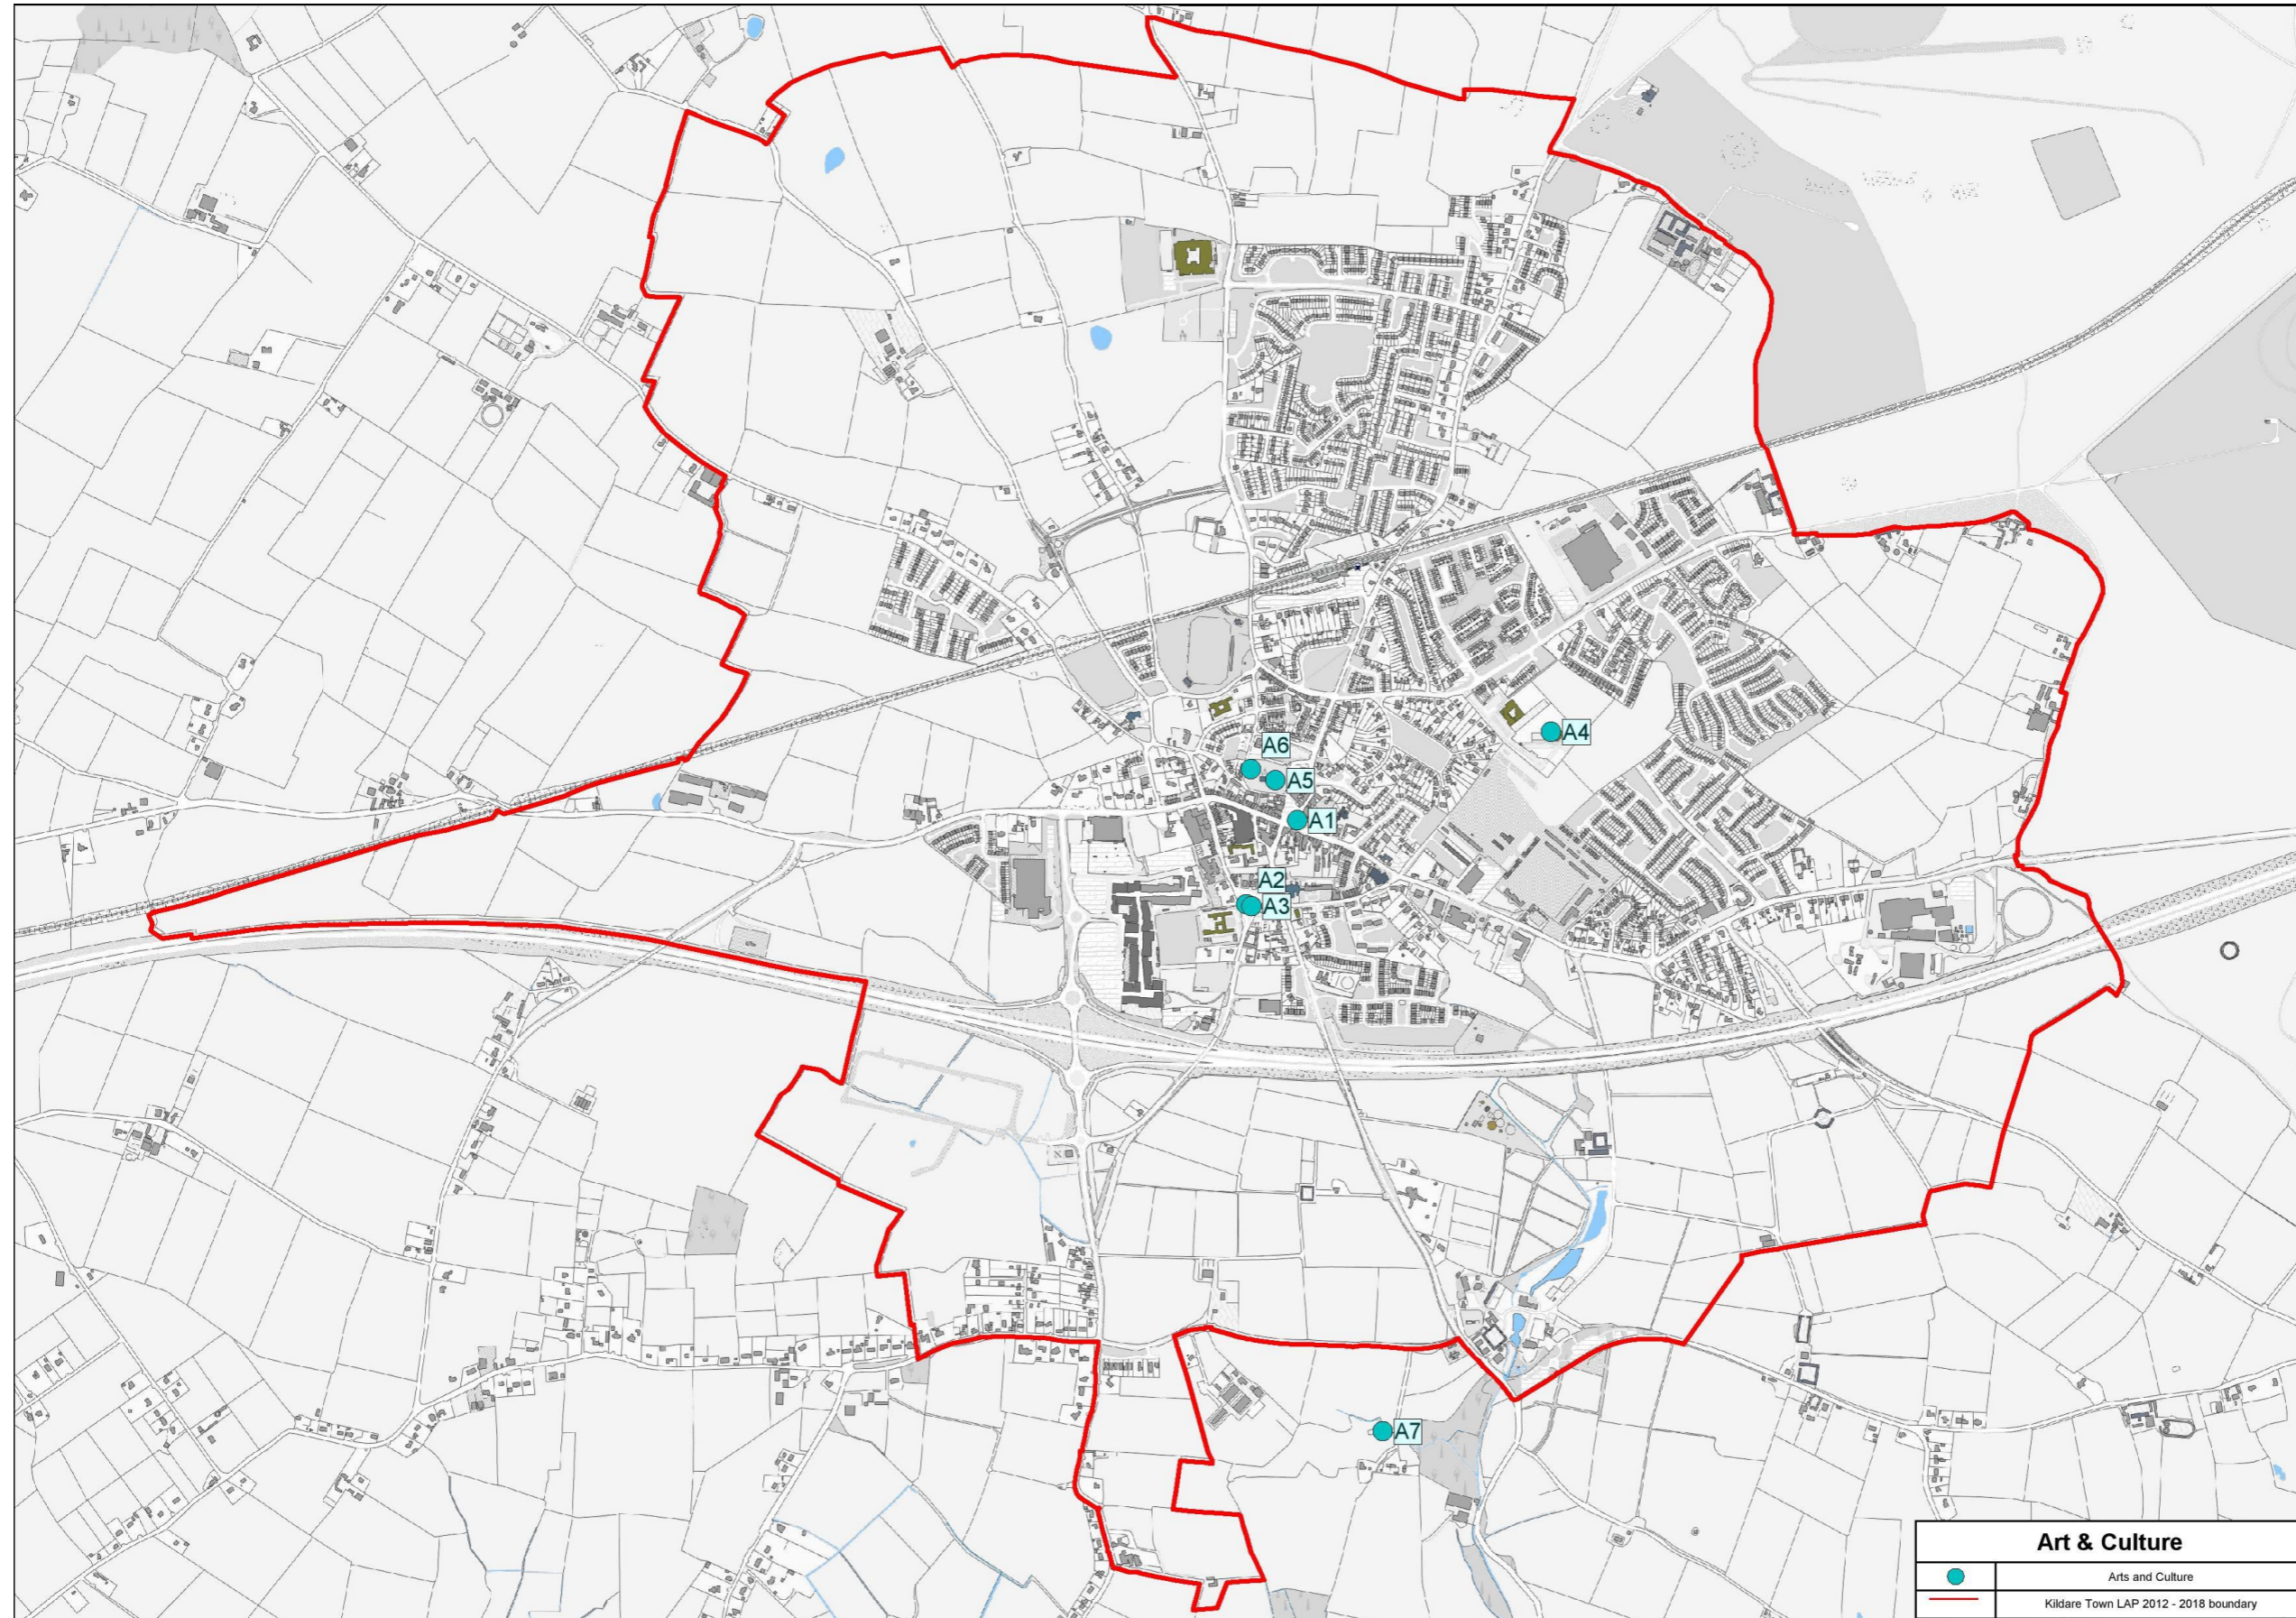 A6
A4
A5
A1
A2
A3
A7
Art & Culture
Arts and Culture
Kildare Town LAP 2012 - 2018 boundary